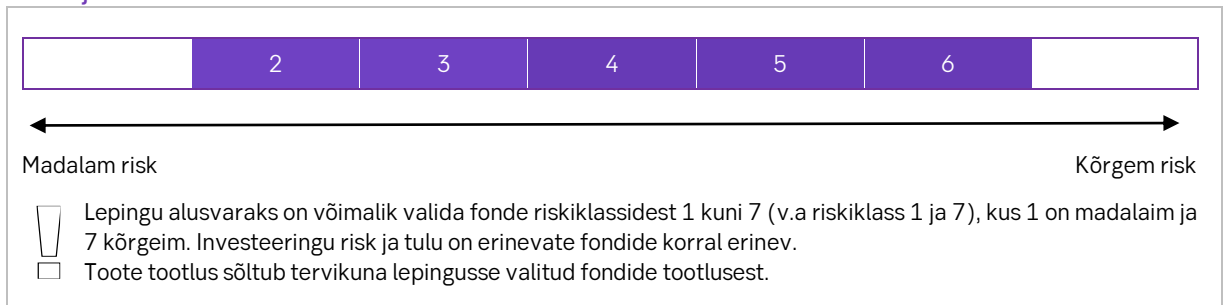 2 3 4 5 6
Madalam risk Kõrgem risk
Lepingu alusvaraks on võimalik valida fonde riskiklassidest 1 kuni 7 (v.a riskiklass 1 ja 7), kus 1 on madalaim ja
7 kõrgeim. Investeeringu risk ja tulu on erinevate fondide korral erinev.
Toote tootlus sõltub tervikuna lepingusse valitud fondide tootlusest.